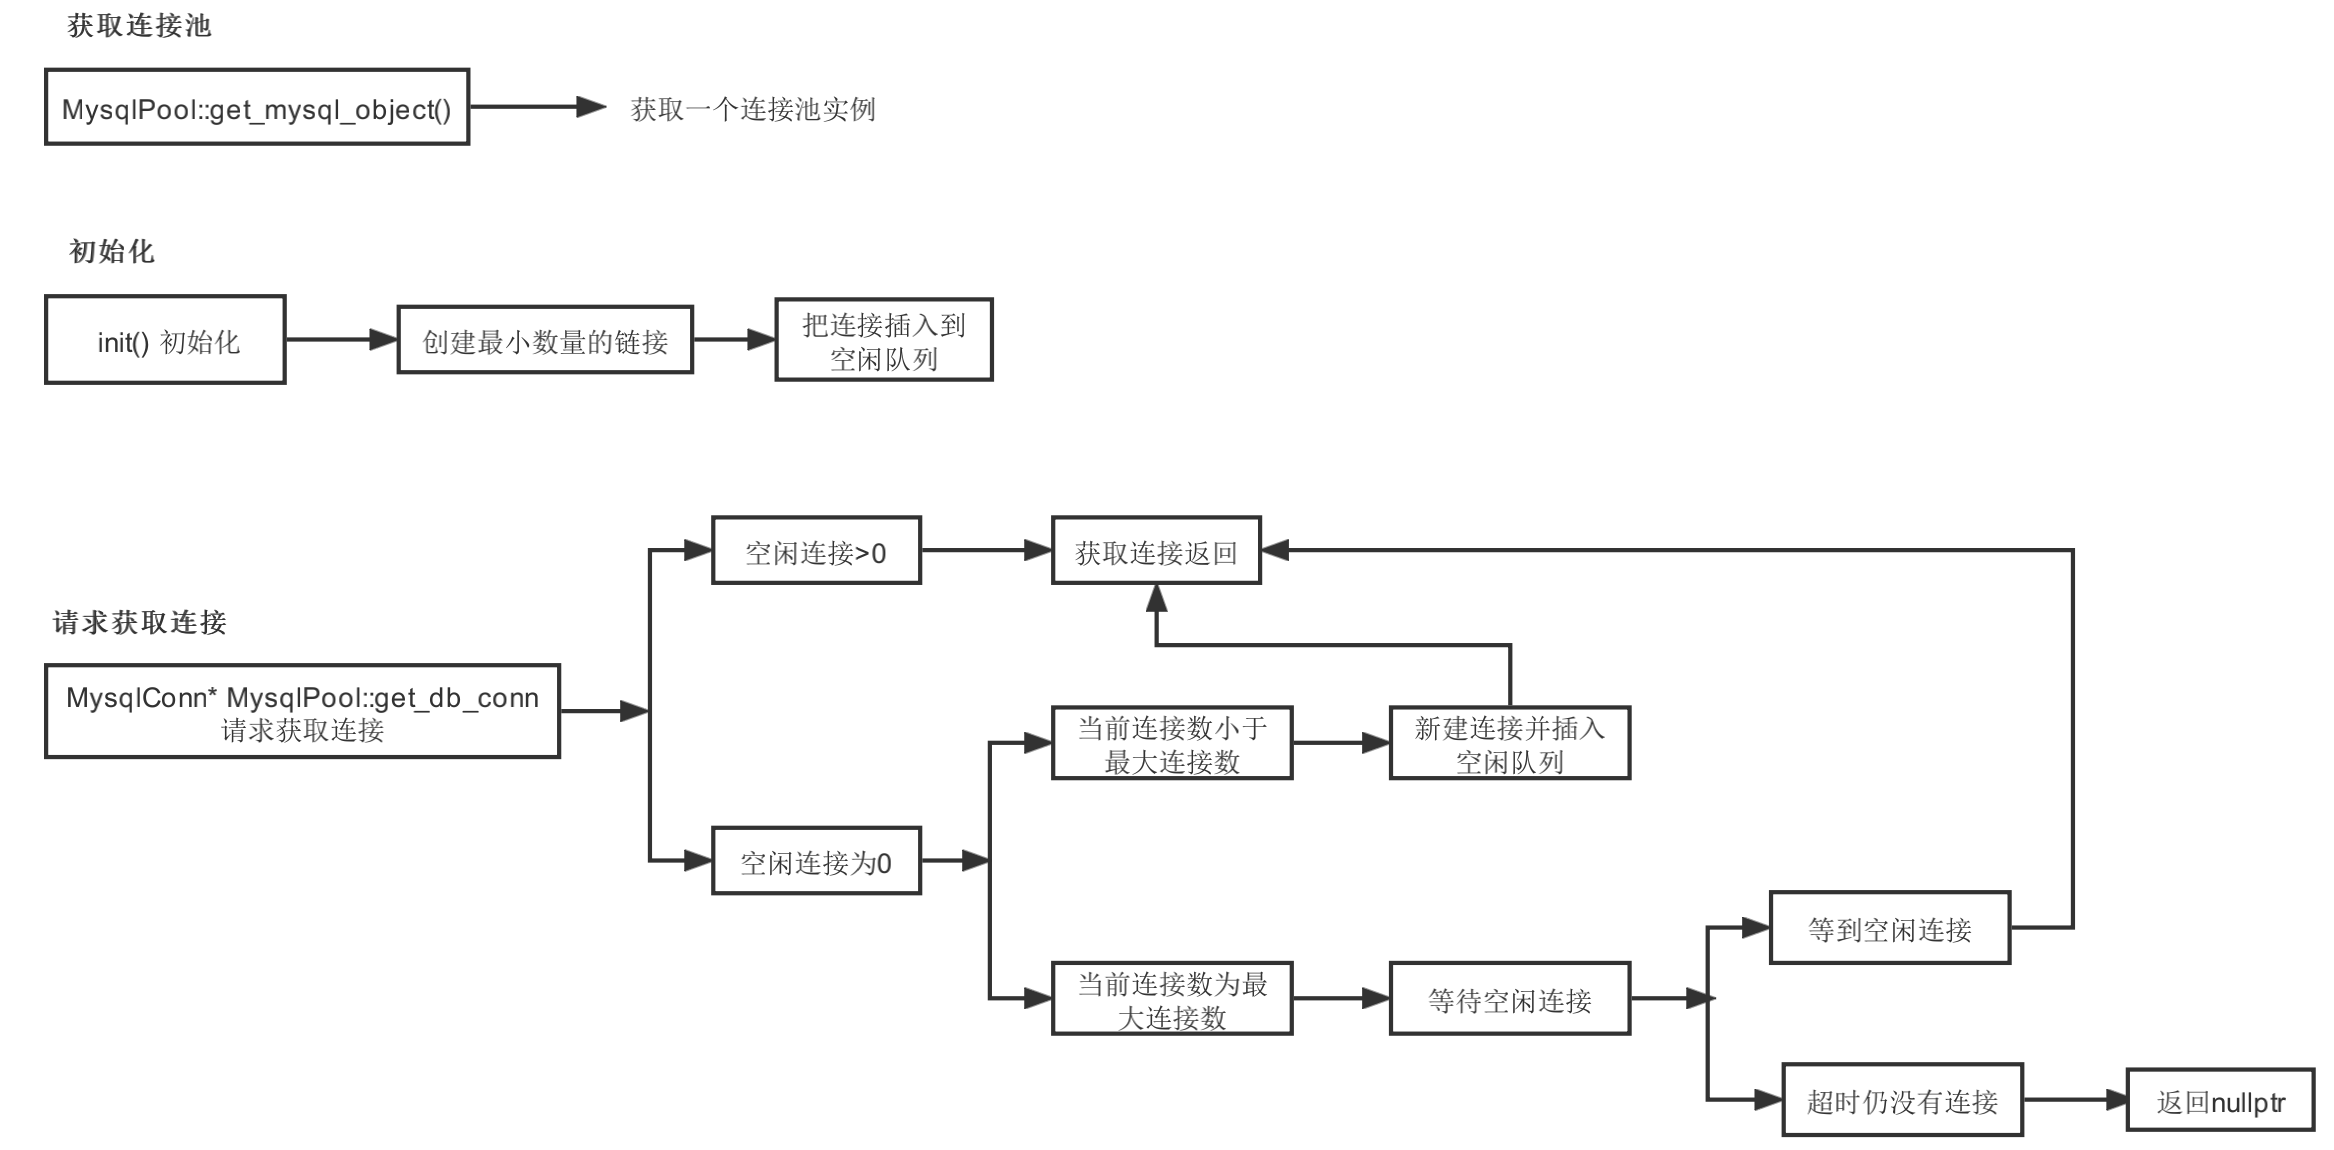 获取连接池
MysqlPool::get_mysql_object()
获取一个连接池实例
初始化
init() 初始化
创建最小数量的链接
把连接插入到
空闲队列
请求获取连接
MysqlConn* MysqlPool::get_db_conn
请求获取连接
空闲连接>0
获取连接返回
空闲连接为0
当前连接数小于
最大连接数
新建连接并插入
空闲队列
当前连接数为最
大连接数
等待空闲连接
等到空闲连接
超时仍没有连接
返回nullptr